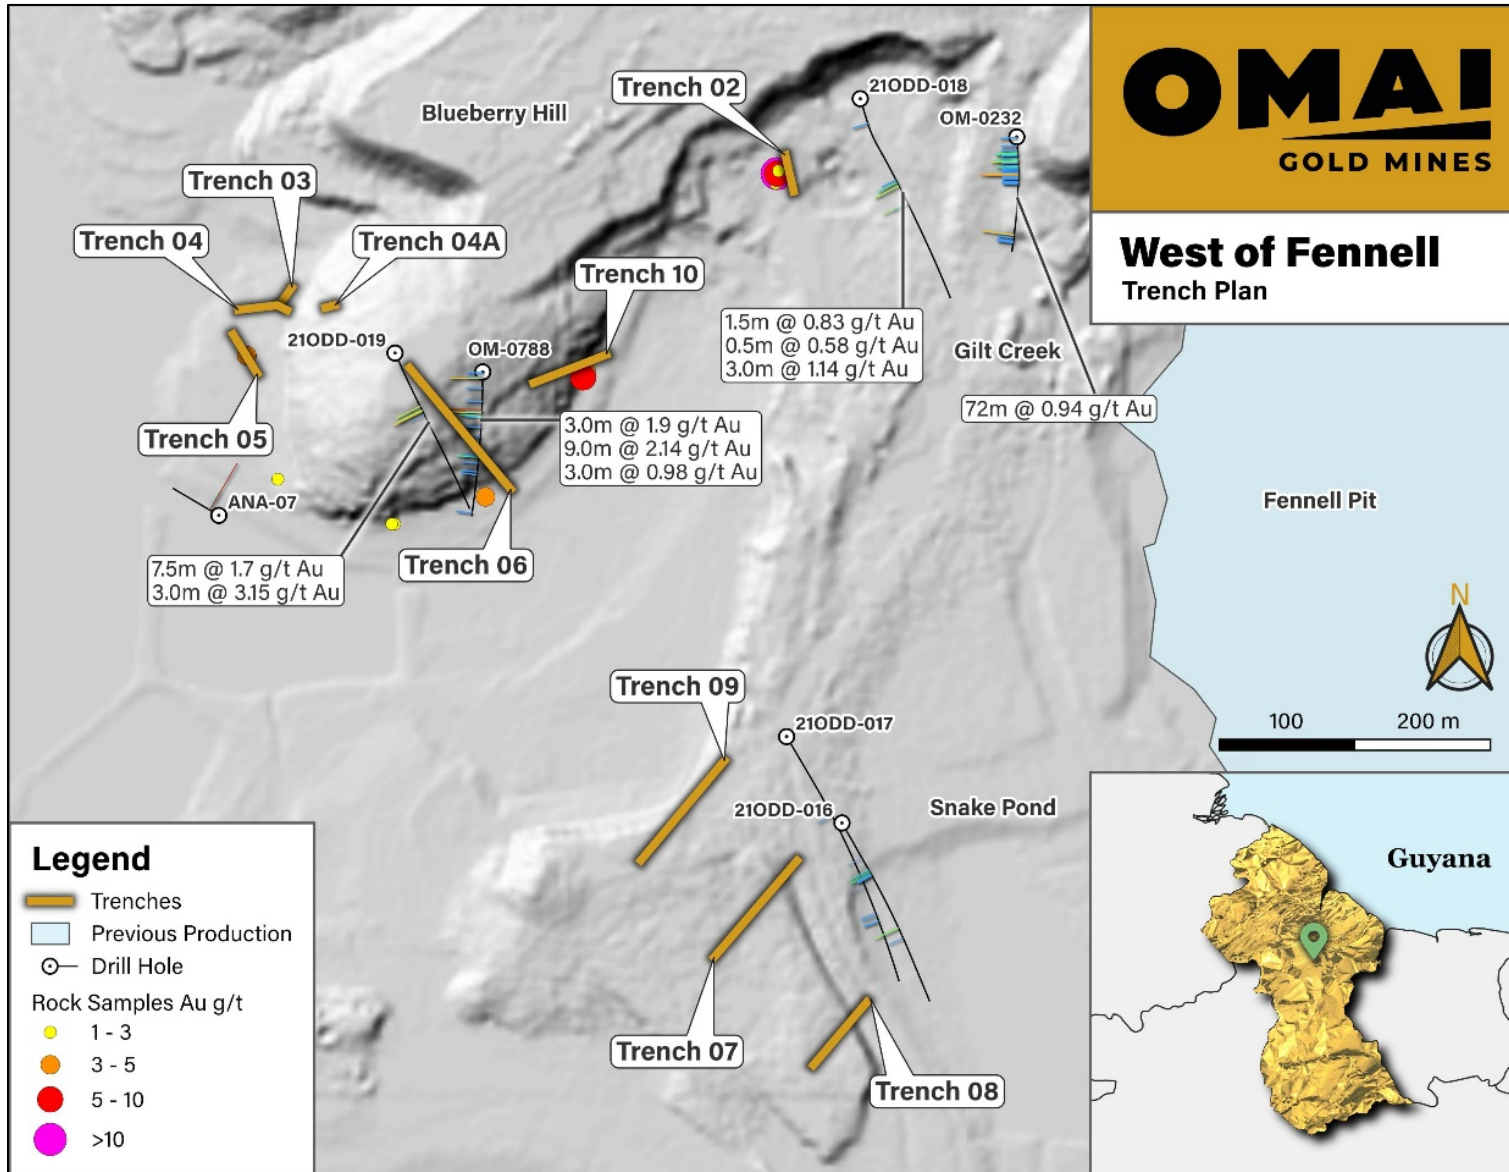 OMAI
GOLD MINES
West of Fennell
Trench Plan
Trench 02
21ODD-018
OM-0232
Blueberry Hill
Trench 03
Trench 04
Trench 04A
Trench 10
21ODD-019
OM-0788
1.5m @ 0.83 g/t Au
0.5m @ 0.58 g/t Au
3.0m @ 1.14 g/t Au
Gilt Creek
72m @ 0.94 g/t Au
Trench 05
3.0m @ 1.9 g/t Au
9.0m @ 2.14 g/t Au
3.0m @ 0.98 g/t Au
ANA-07
Fennell Pit
7.5m @ 1.7 g/t Au
3.0m @ 3.15 g/t Au
Trench 06
N
Trench 09
21ODD-017
100 200 m
21ODD-016
Snake Pond
Trench 07
Trench 08
Legend
Trenches
Previous Production
Drill Hole
Rock Samples Au g/t
1 - 3
3 - 5
5 - 10
>10
Guyana